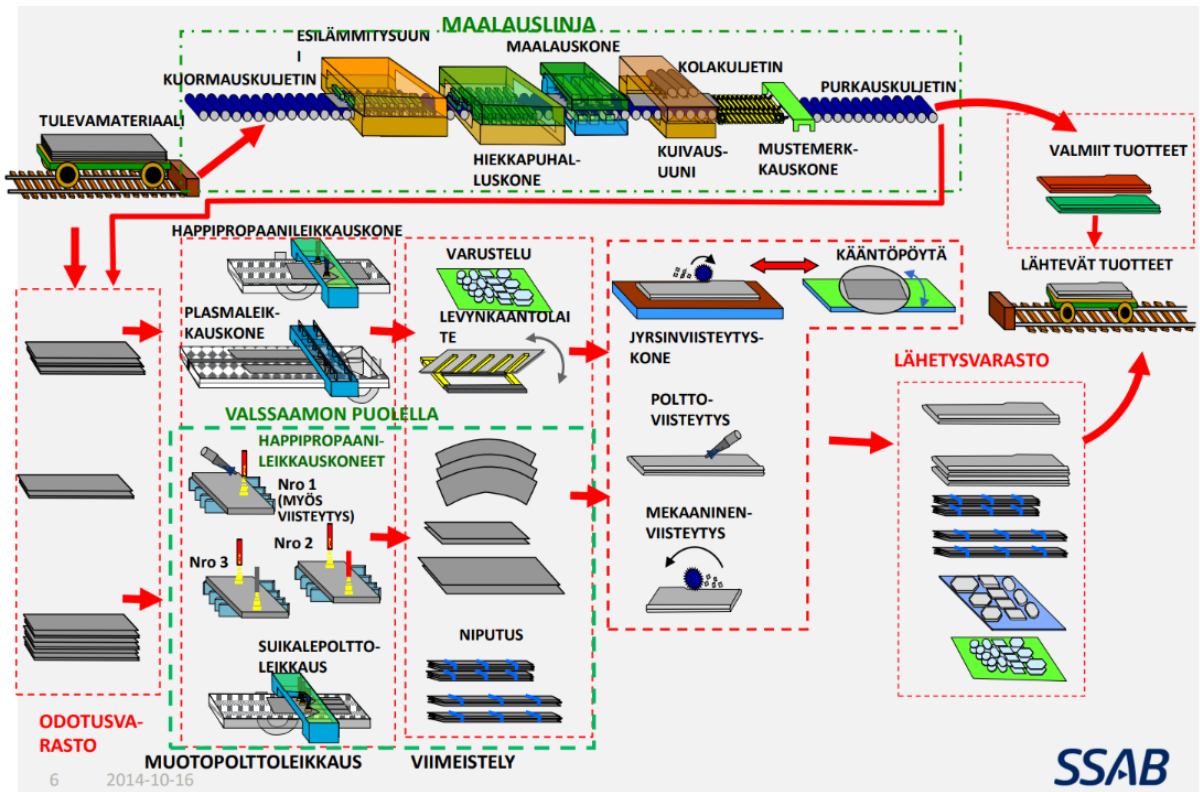 MAALAUSLINJA
ESILÄMMITYSUUN
I
MAALAUSKONE
KUORMAUSKULJETIN
KOLAKULJETIN
PURKAUSKULJETIN
TULEVAMATERIAALI
HIEKKAPUHAL-
LUSKONE
KUIVAUS-
UUNI
MUSTEMERK-
KAUSKONE
VALMIIT TUOTTEET
HAPPIPROPAANILEIKKAUSKONE
VARUSTELU
KÄÄNTÖPÖYTÄ
LÄHTEVÄT TUOTTEET
PLASMALEIK-
KAUSKONE
LEVYNKÄÄNTOLAI
TE
JYRSINVIISTEYTYS-
KONE
LÄHETYSVARASTO
VALSSAAMON PUOLELLA
POLTTO-
VIISTEYTYS
HAPPIPROPAANI-
LEIKKAUSKONEET
Nro 1
(MYÖS
VIISTEYTYS)
Nro 2
Nro 3
MEKAANINEN-
VIISTEYTYS
SUIKALEPOLTTO-
LEIKKAUS
NIPUTUS
ODOTUSVA-
RASTO
MUOTOPOLTTOLEIKKAUS
VIIMEISTELY
6
2014-10-16
SSAB